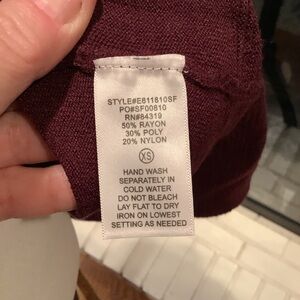 STYLE#E811810SF
PO#SF00810
RN#84319
50% RAYON
30% POLY
20% NYLON
XS
HAND WASH
SEPARATELY IN
COLD WATER
DO NOT BLEACH
LAY FLAT TO DRY
IRON ON LOWEST
SETTING AS NEEDED